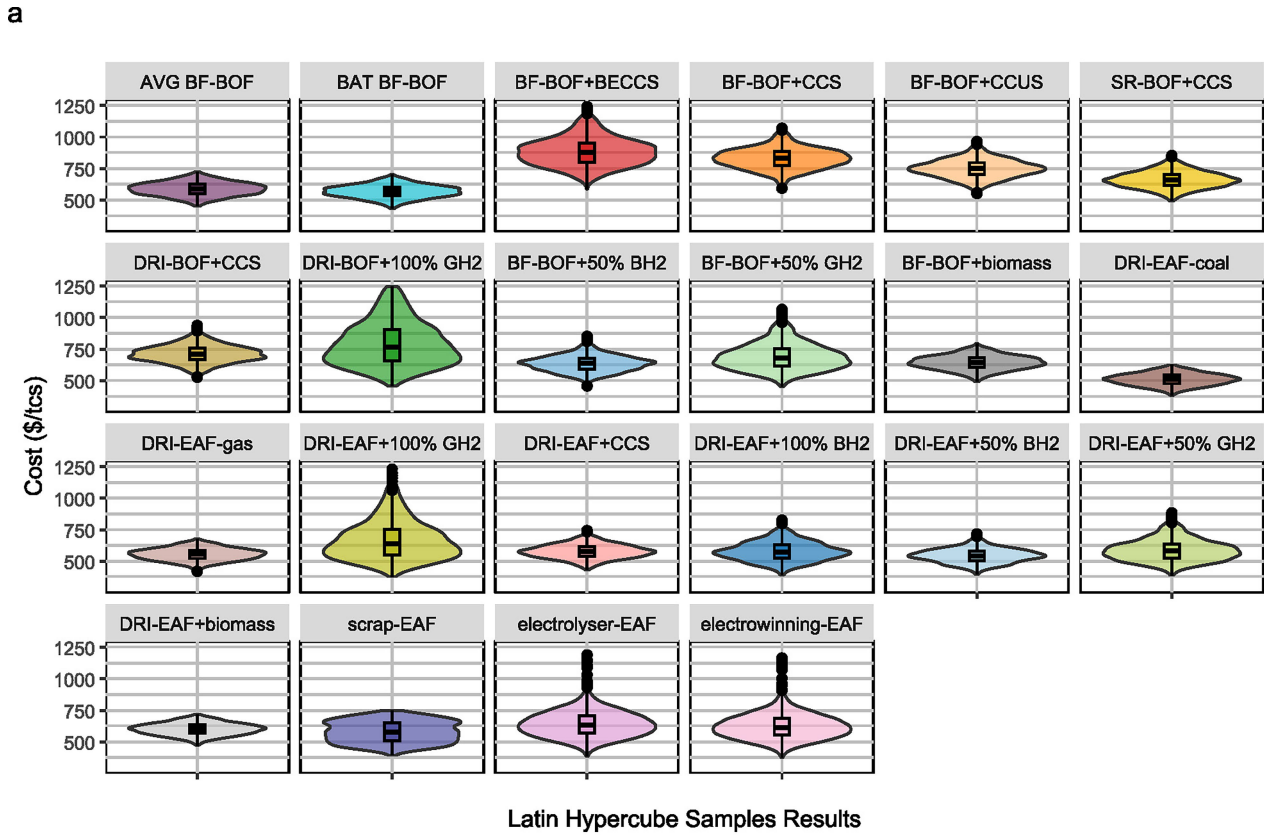 a
AVG BF-BOF
BAT BF-BOF
BF-BOF+BECCS
BF-BOF+CCS
BF-BOF+CCUS
SR-BOF+CCS
1250
1000
750
500
DRI-BOF+CCS
DRI-BOF+100% GH2
BF-BOF+50% BH2
BF-BOF+50% GH2
BF-BOF+biomass
DRI-EAF-coal
1250
1000
750
500
DRI-EAF-gas
DRI-EAF+100% GH2
DRI-EAF+CCS
DRI-EAF+100% BH2
DRI-EAF+50% BH2
DRI-EAF+50% GH2
1250
1000
750
500
DRI-EAF+biomass
scrap-EAF
electrolyser-EAF
electrowinning-EAF
1250
1000
750
500
Cost ($/tcs)
Latin Hypercube Samples Results